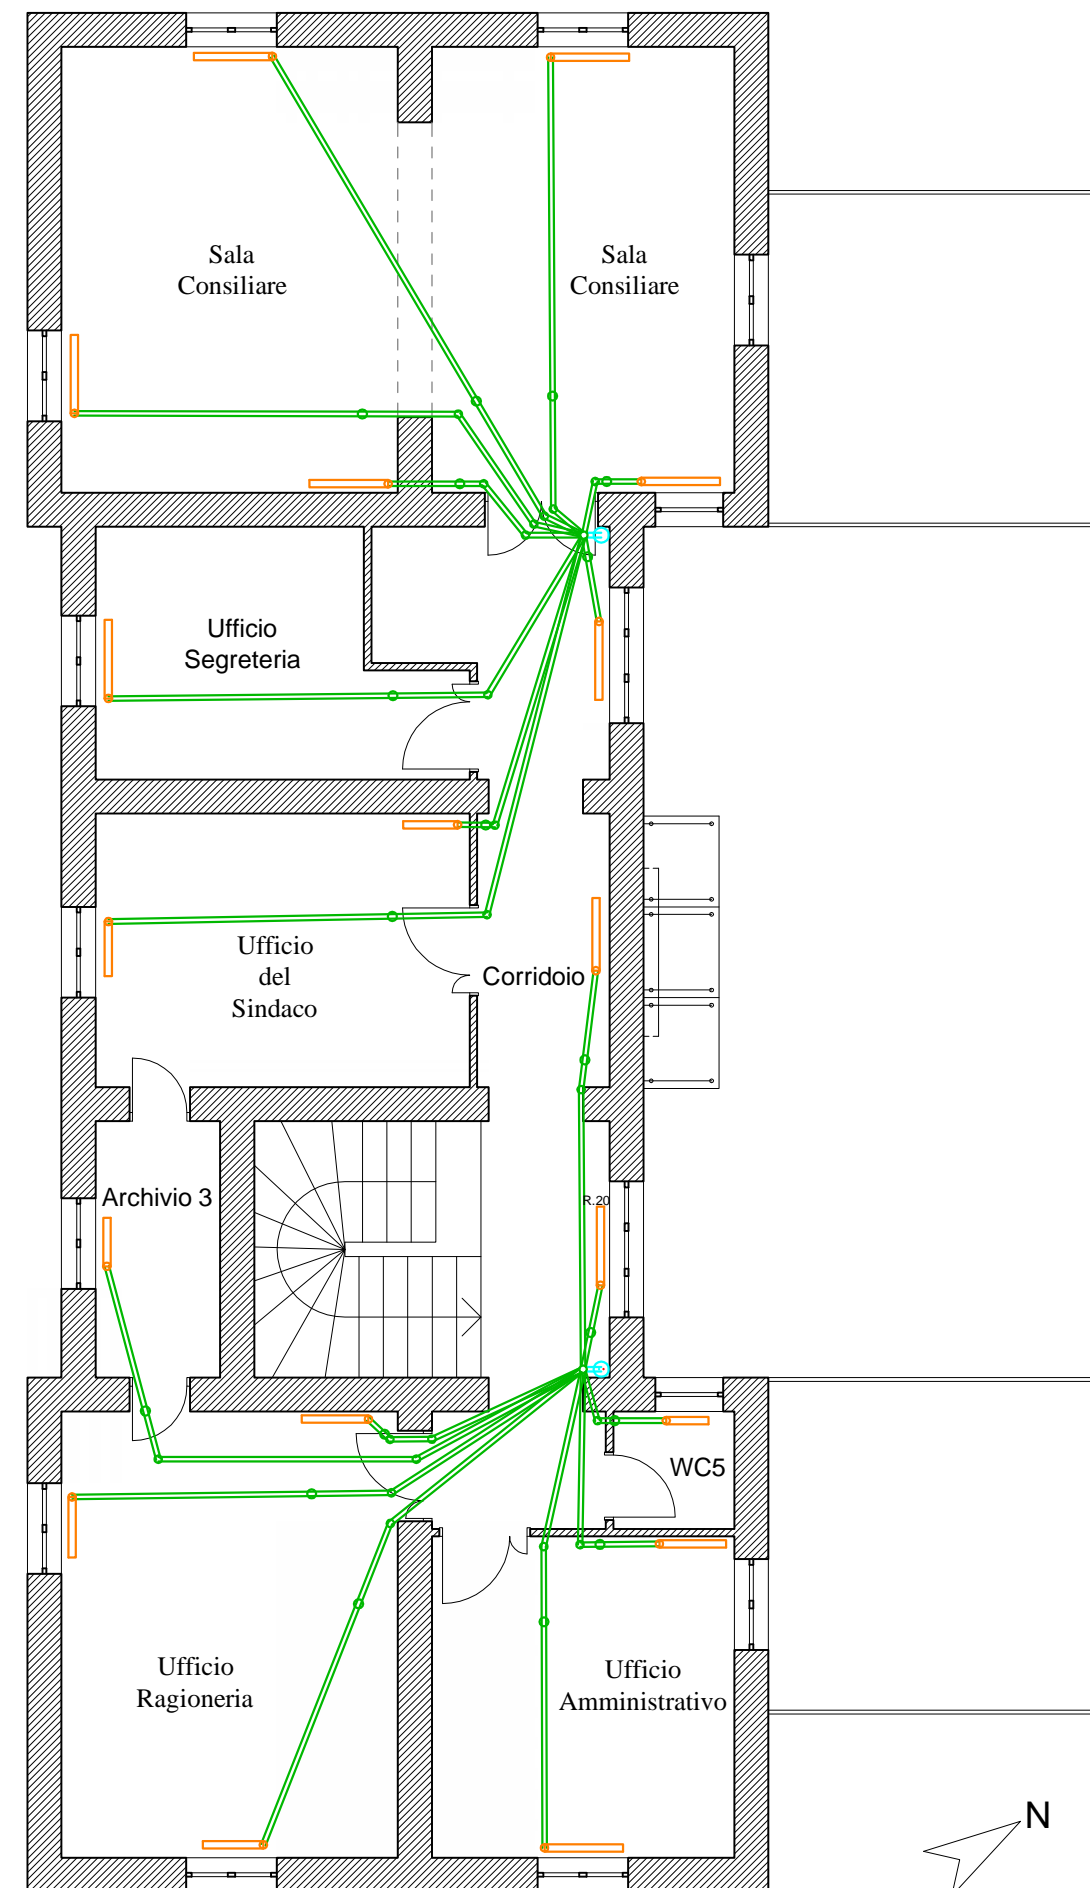 Sala
Consiliare
Sala
Consiliare
Ufficio
Segreteria
Ufficio
del
Sindaco
Corridoio
Archivio 3
R.20
WC5
Ufficio
Ragioneria
Ufficio
Amministrativo
N